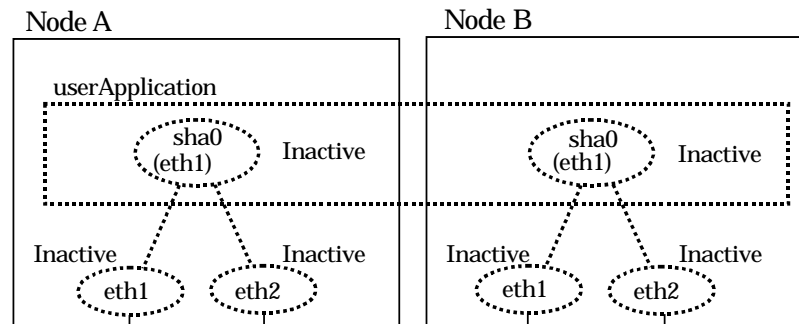 Node A
Node B
userApplication
sha0
(eth1)
Inactive
sha0
(eth1)
Inactive
Inactive
Inactive
Inactive
Inactive
eth1
eth2
eth1
eth2